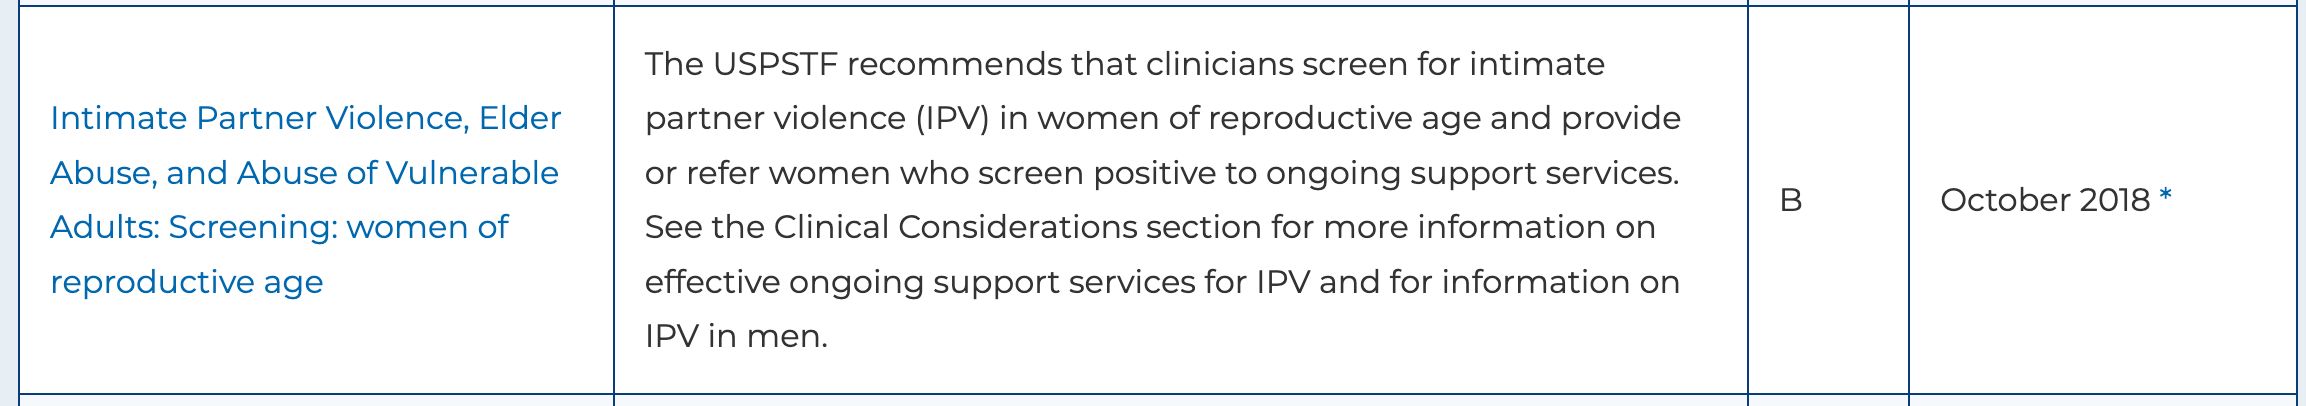 Intimate Partner Violence, Elder
Abuse, and Abuse of Vulnerable
Adults: Screening: women of
reproductive age
The USPSTF recommends that clinicians screen for intimate
partner violence (IPV) in women of reproductive age and provide
or refer women who screen positive to ongoing support services.
See the Clinical Considerations section for more information on
effective ongoing support services for IPV and for information on
IPV in men.
B
October 2018 *